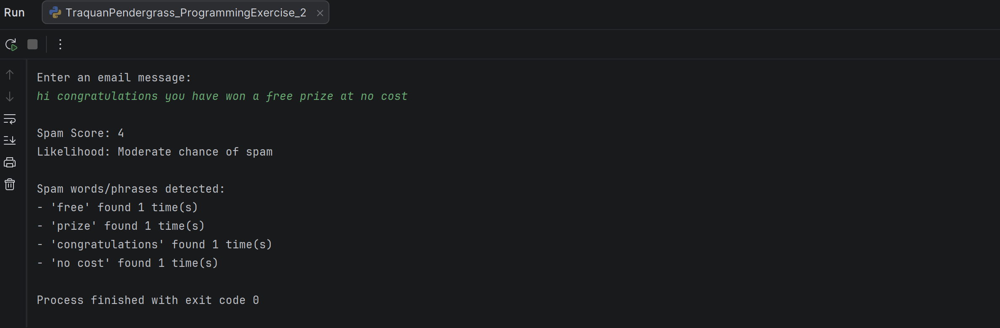 Run TraquanPendergrass_ProgrammingExercise_2
Enter an email message:
hi congratulations you have won a free prize at no cost
Spam Score: 4
Likelihood: Moderate chance of spam
Spam words/phrases detected:
- 'free' found 1 time(s)
- 'prize' found 1 time(s)
- 'congratulations' found 1 time(s)
- 'no cost' found 1 time(s)
Process finished with exit code 0